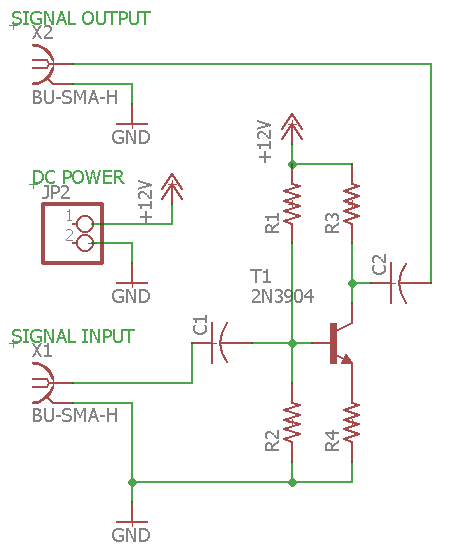 SIGNAL OUTPUT
X2
BU-SMA-H
GND
DC POWER
JP2
1
2
+12V
GND
+12V
R1
R3
C2
T1
2N3904
C1
SIGNAL INPUT
X1
BU-SMA-H
R2
R4
GND